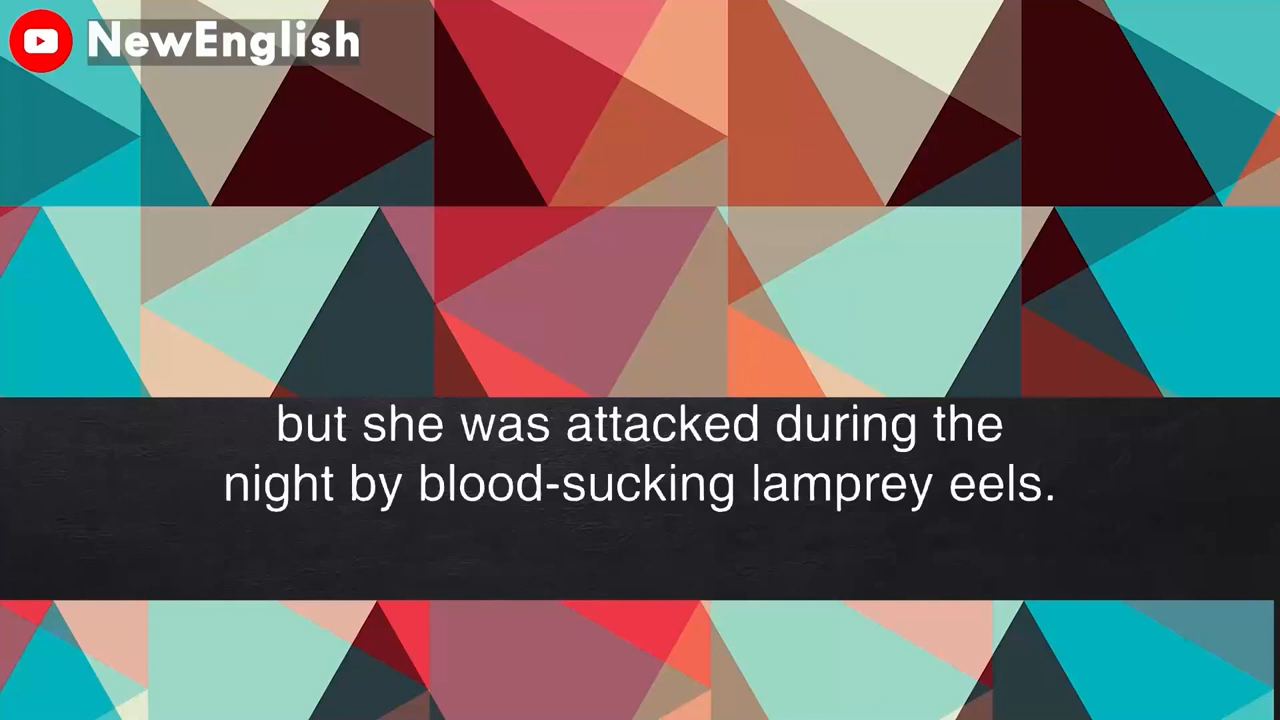 NewEnglish
but she was attacked during the
night by blood-sucking lamprey eels.